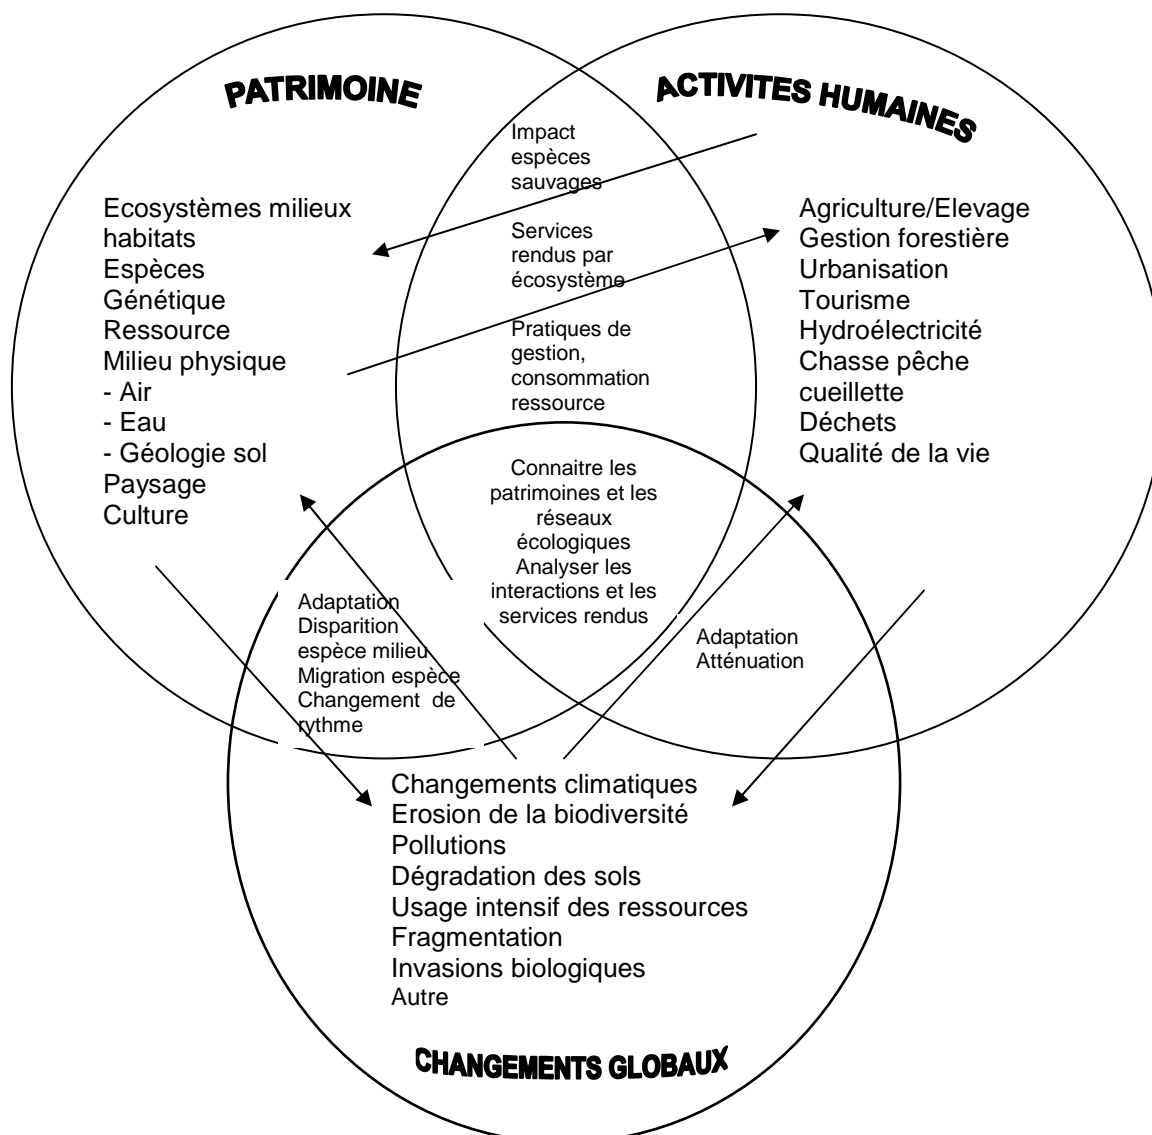 PATRIMOINE
ACTIVITES HUMAINES
Impact
espèces
sauvages
Services
rendus par
écosystème
Pratiques de
gestion,
consommation
ressource
Ecosystèmes milieux
habitats
Espèces
Génétique
Ressource
Milieu physique
- Air
- Eau
- Géologie sol
Paysage
Culture
Agriculture/Elevage
Gestion forestière
Urbanisation
Tourisme
Hydroélectricité
Chasse pêche
cueillette
Déchets
Qualité de la vie
Connaitre les
patrimoines et les
réseaux
écologiques
Analyser les
interactions et les
services rendus
Adaptation
Disparition
espèce milieu
Migration espèce
Changement de
rythme
Adaptation
Atténuation
Changements climatiques
Erosion de la biodiversité
Pollutions
Dégradation des sols
Usage intensif des ressources
Fragmentation
Invasions biologiques
Autre
CHANGEMENTS GLOBAUX